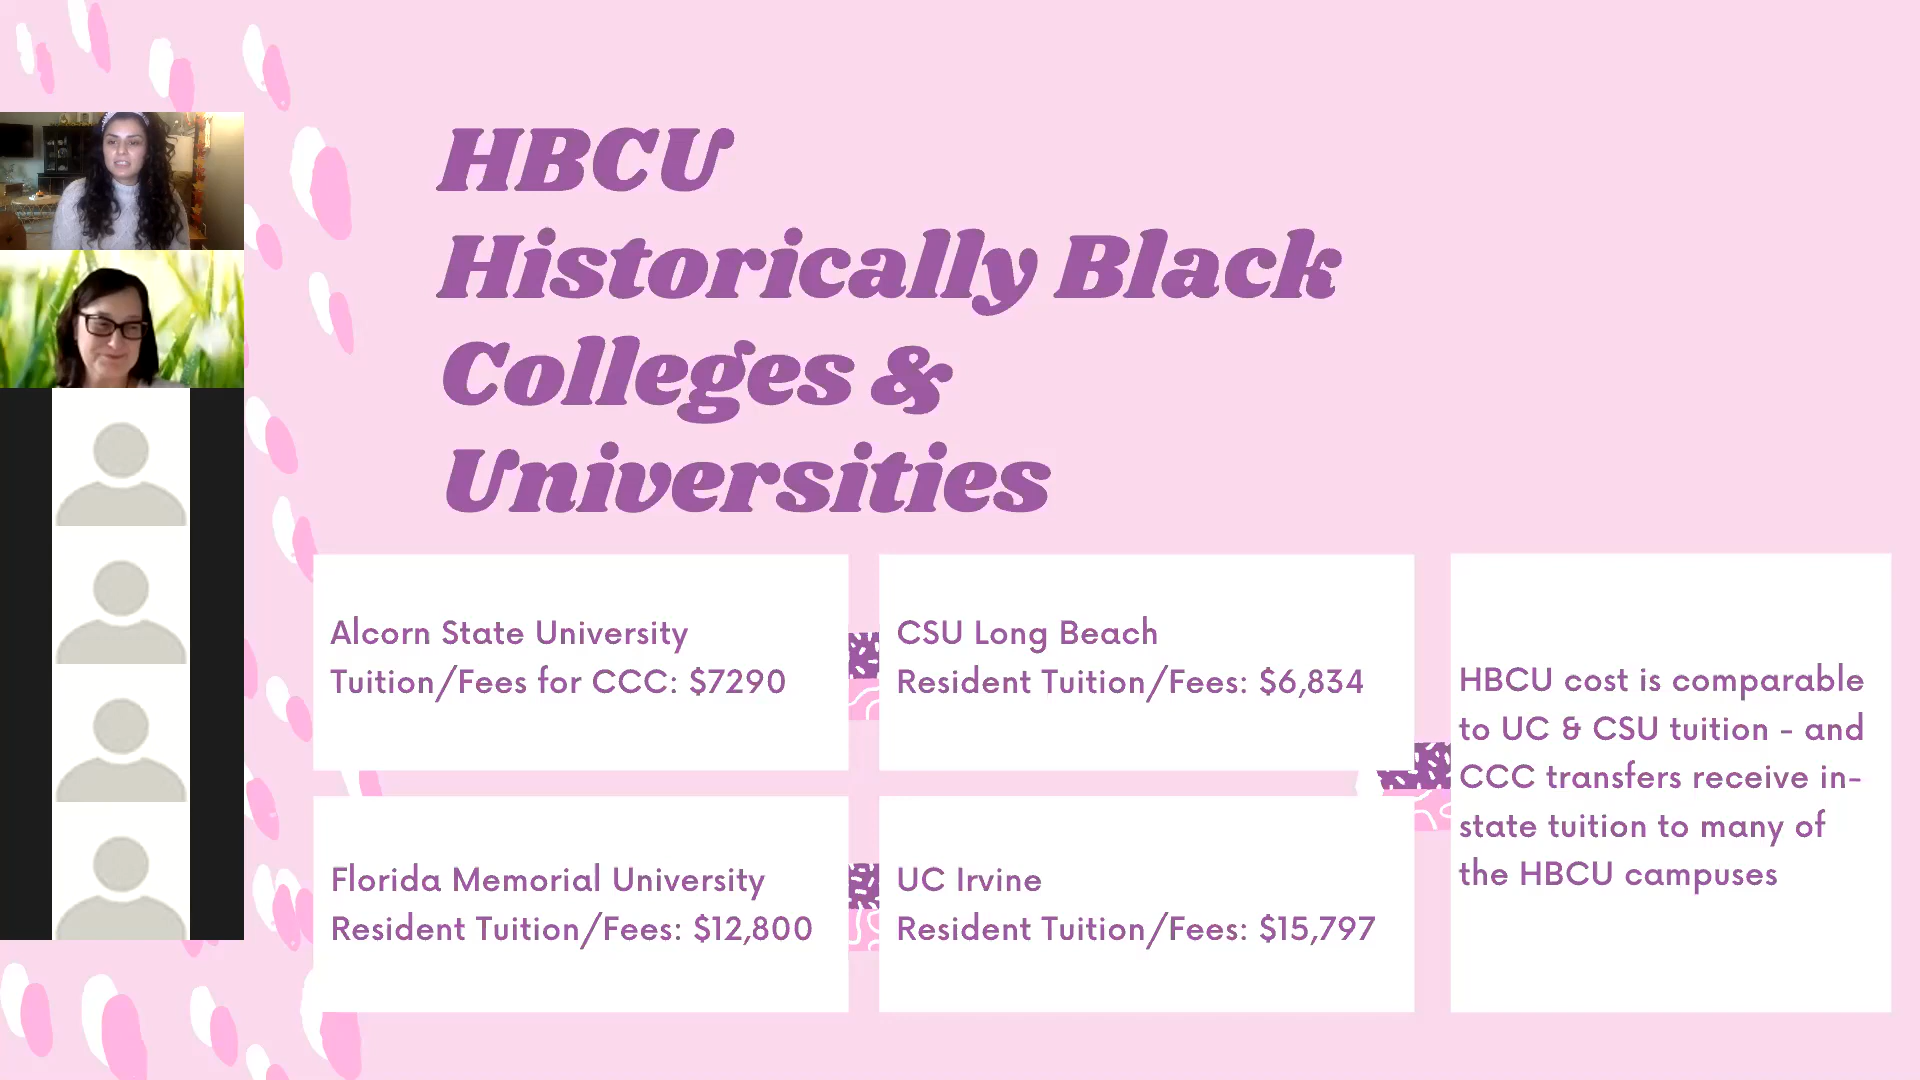 HBCU
Historically Black
Colleges &
Universities
Alcorn State University
Tuition/Fees for CCC: $7290
CSU Long Beach
Resident Tuition/Fees: $6,834
Florida Memorial University
Resident Tuition/Fees: $12,800
UC Irvine
Resident Tuition/Fees: $15,797
HBCU cost is comparable
to UC & CSU tuition - and
CCC transfers receive in-
state tuition to many of
the HBCU campuses